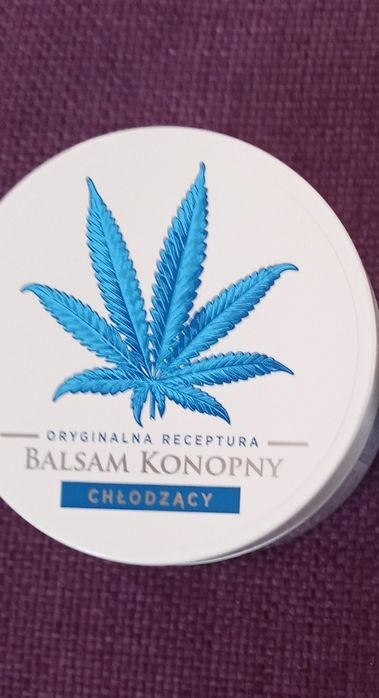 ORYGINALNA RECEPTURA
BALSAM KONOPNY
CHŁODZĄCY